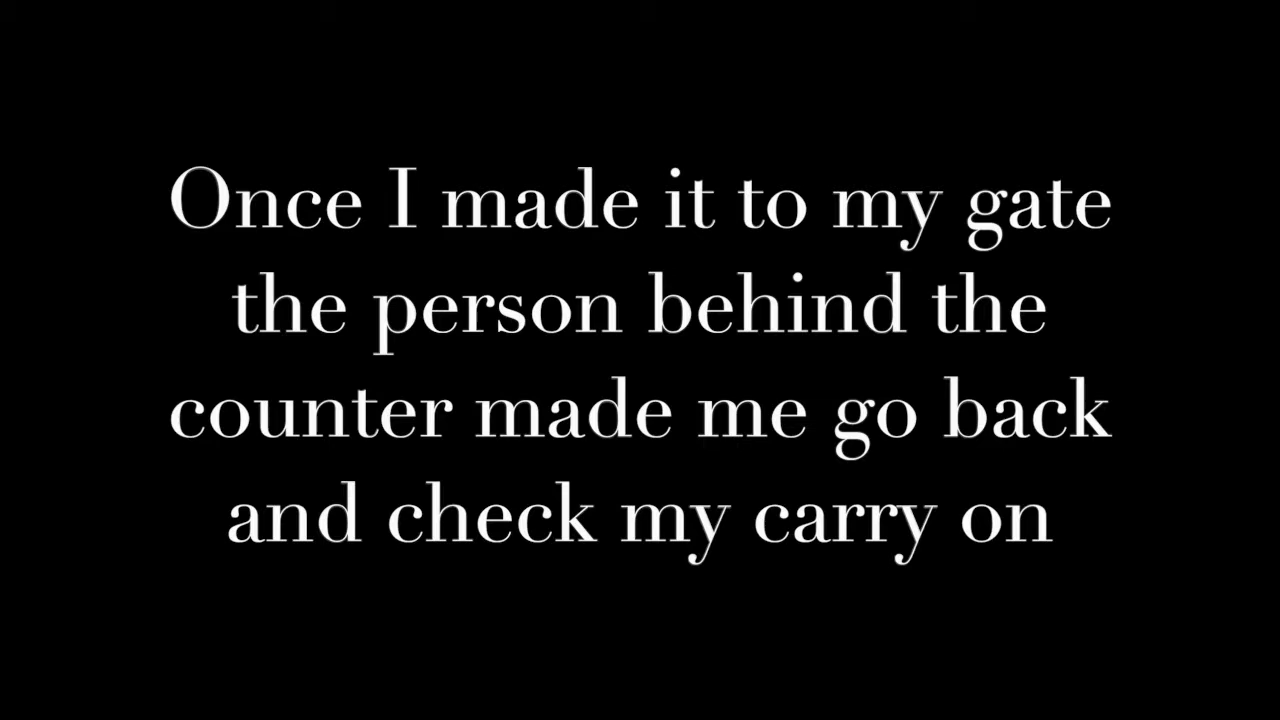 Once I made it to my gate
the person behind the
counter made me go back
and check my carry on